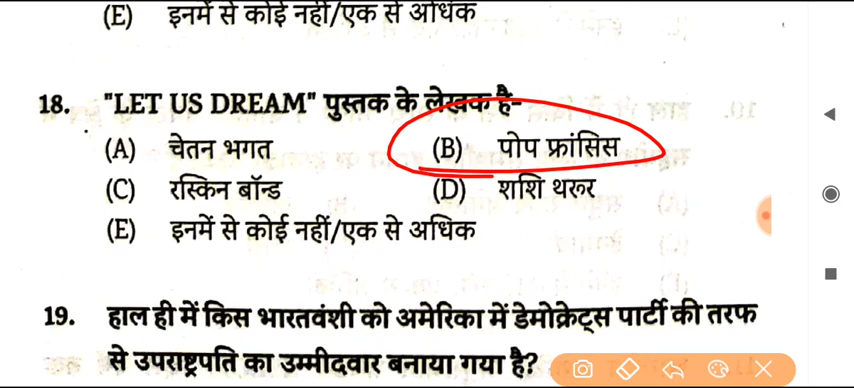 (E) इनमें से कोई नहीं/एक से अधिक
18. "LET US DREAM" पुस्तक के लेखक है-
(A) चेतन भगत (B) पोप फ्रांसिस
(C) रस्किन बॉन्ड (D) शशि थरूर
(E) इनमें से कोई नहीं/एक से अधिक
19. हाल ही में किस भारतवंशी को अमेरिका में डेमोक्रेट्स पार्टी की तरफ
से उपराष्ट्रपति का उम्मीदवार बनाया गया है?